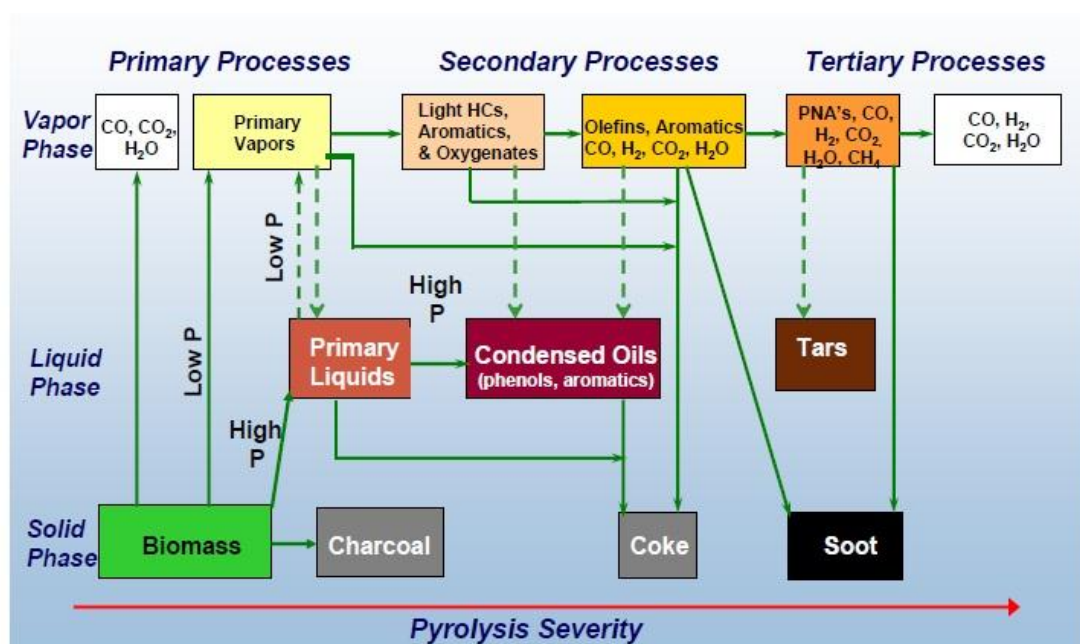 Primary Processes
Secondary Processes
Tertiary Processes
Vapor
Phase
CO, CO₂,
H₂O
Primary
Vapors
Light HCs,
Aromatics,
& Oxygenates
Olefins, Aromatics
CO, H₂, CO₂, H₂O
PNA's, CO,
H₂, CO₂,
H₂O, CH₄
CO, H₂,
CO₂, H₂O
Low P
Low P
High
P
High
P
Liquid
Phase
Primary
Liquids
Condensed Oils
(phenols, aromatics)
Tars
Solid
Phase
Biomass
Charcoal
Coke
Soot
Pyrolysis Severity